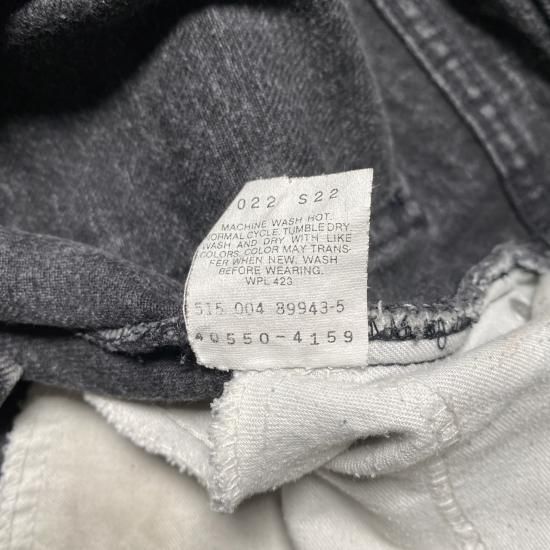 022 S22
MACHINE WASH HOT.
NORMAL CYCLE. TUMBLE DRY
WASH AND DRY WITH LIKE
COLORS. COLOR MAY TRANS-
FER WHEN NEW. WASH
BEFORE WEARING.
WPL 423
515 004 89943-5
40550-4159